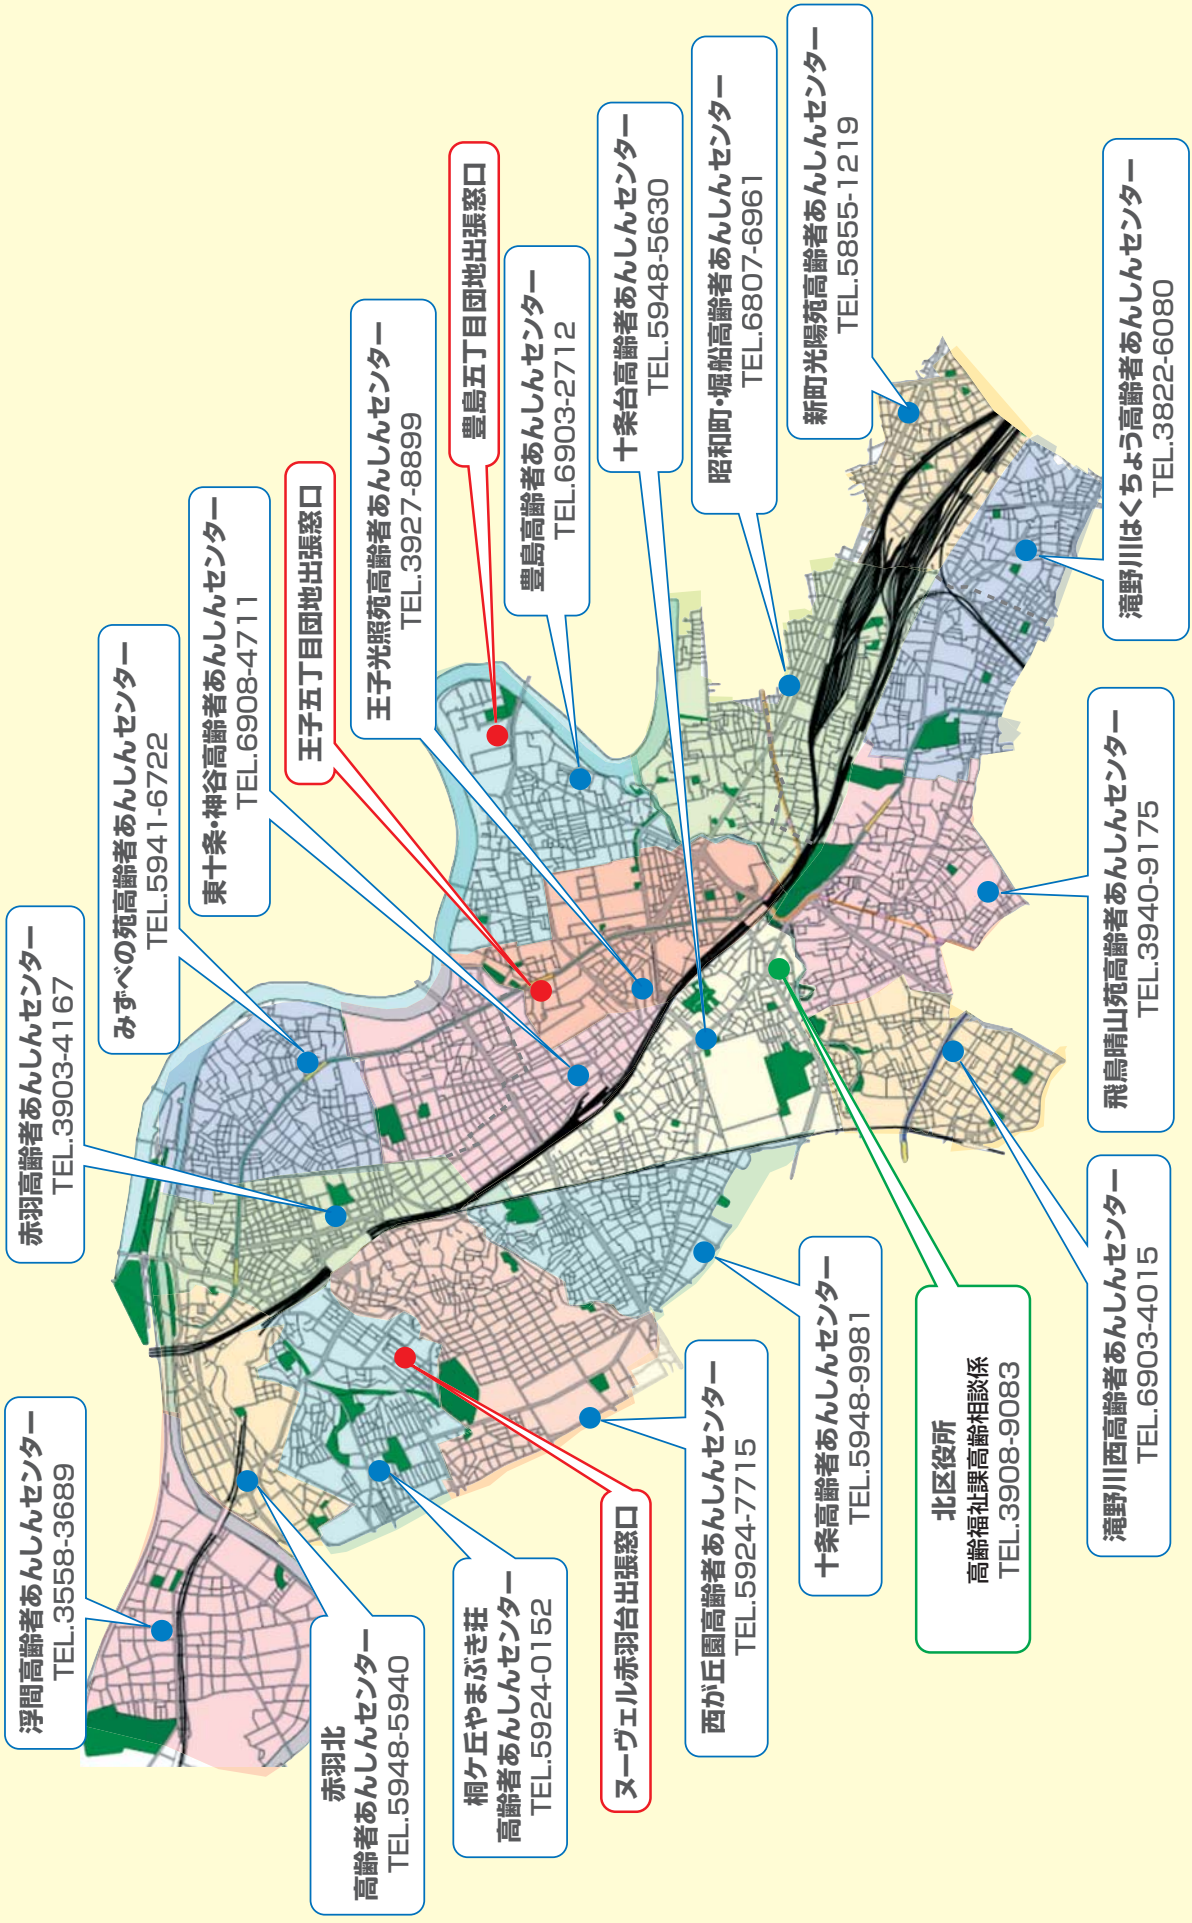 浮間高齢者あんしんセンター
TEL.3558-3689
赤羽高齢者あんしんセンター
TEL.3903-4167
みずべの苑高齢者あんしんセンター
TEL.5941-6722
東十条・神谷高齢者あんしんセンター
TEL.6908-4711
王子五丁目団地出張窓口
王子光照苑高齢者あんしんセンター
TEL.3927-8899
豊島五丁目団地出張窓口
豊島高齢者あんしんセンター
TEL.6903-2712
十条台高齢者あんしんセンター
TEL.5948-5630
昭和町・堀船高齢者あんしんセンター
TEL.6807-6961
新町光陽苑高齢者あんしんセンター
TEL.5855-1219
赤羽北
高齢者あんしんセンター
TEL.5948-5940
桐ケ丘やまぶき荘
高齢者あんしんセンター
TEL.5924-0152
ヌーヴェル赤羽台出張窓口
西が丘園高齢者あんしんセンター
TEL.5924-7715
十条高齢者あんしんセンター
TEL.5948-9981
北区役所
高齢福祉課高齢相談係
TEL.3908-9083
滝野川西高齢者あんしんセンター
TEL.6903-4015
飛鳥晴山苑高齢者あんしんセンター
TEL.3940-9175
滝野川はくちょう高齢者あんしんセンター
TEL.3822-6080